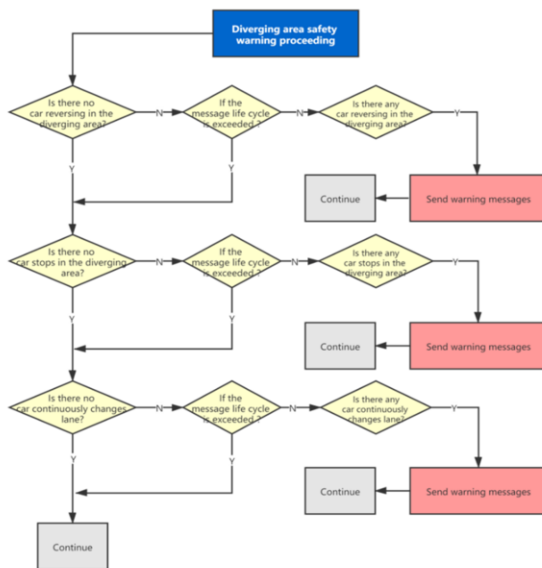 Diverging area safety
warning proceeding
Is there no
car reversing in the
diverging area?
N
If the
message life cycle
is exceeded ?
N
Is there any
car reversing in the
diverging area?
Y
Y
Y
Continue
Send warning messages
Is there no
car stops in the diverging
area?
N
If the
message life cycle
is exceeded ?
N
Is there any
car stops in the
diverging area?
Y
Y
Y
Continue
Send warning messages
Is there no
car continuously changes
lane?
N
If the
message life cycle
is exceeded ?
N
Is there any
car continuously
changes lane?
Y
Y
Y
Continue
Send warning messages
Continue